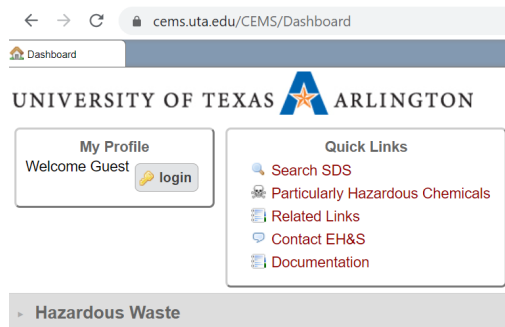 cems.uta.edu/CEMS/Dashboard
Dashboard
UNIVERSITY OF TEXAS ARLINGTON
My Profile
Welcome Guest
login
Quick Links
Search SDS
Particularly Hazardous Chemicals
Related Links
Contact EH&S
Documentation
Hazardous Waste